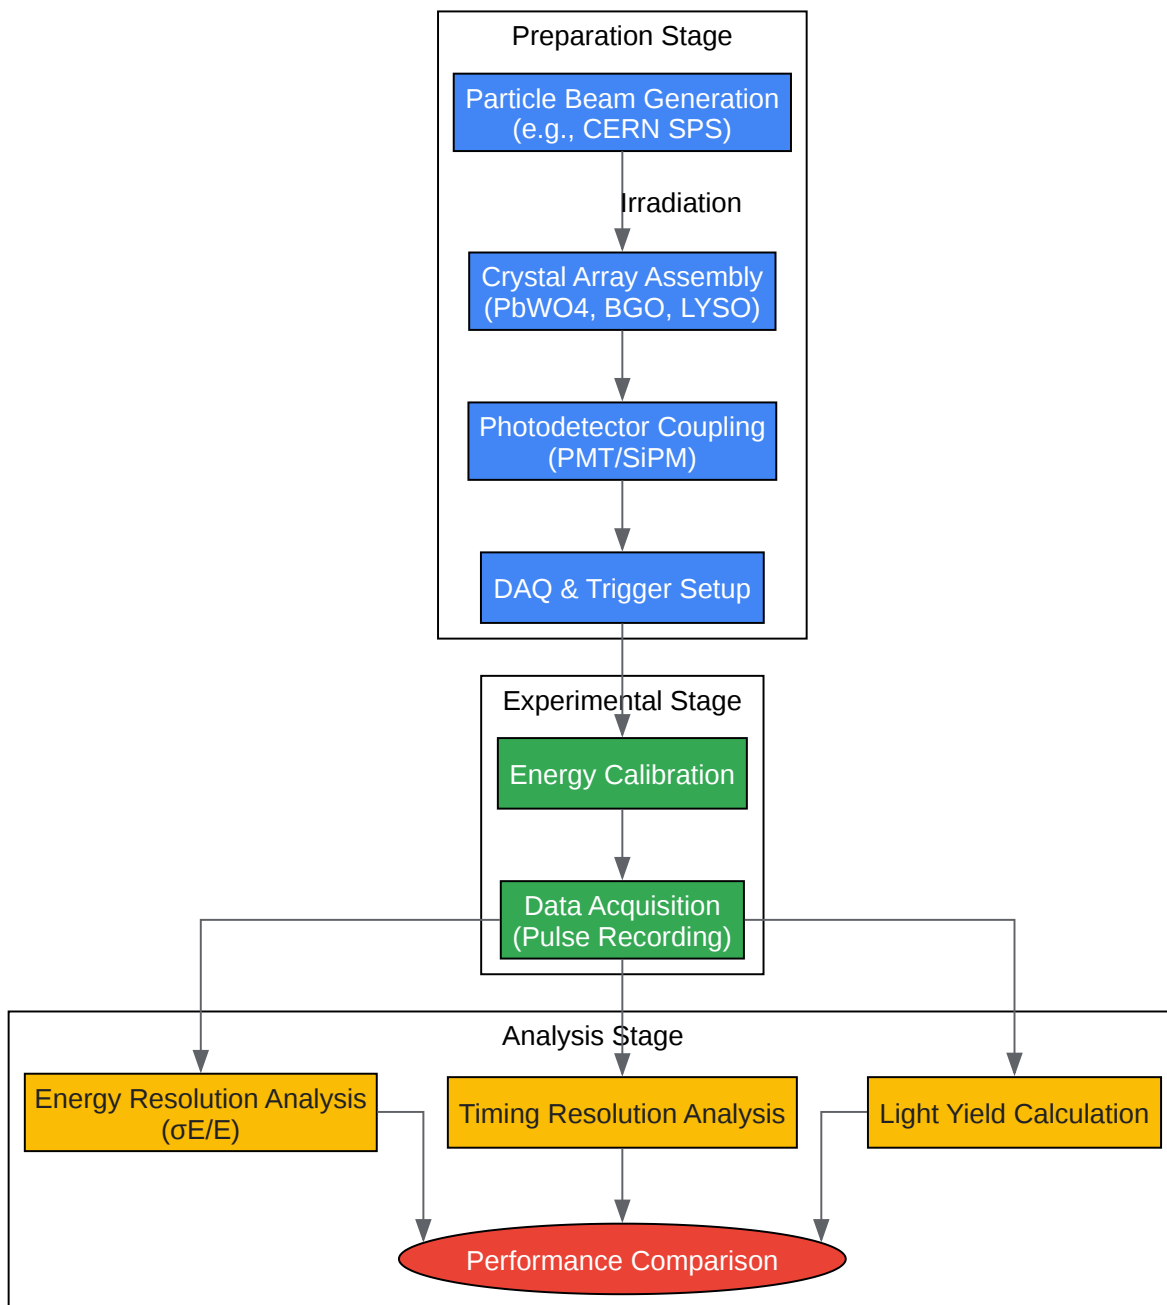 Preparation Stage
Particle Beam Generation
(e.g., CERN SPS)
Irradiation
Crystal Array Assembly
(PbWO4, BGO, LYSO)
Photodetector Coupling
(PMT/SiPM)
DAQ & Trigger Setup
Experimental Stage
Energy Calibration
Data Acquisition
(Pulse Recording)
Analysis Stage
Energy Resolution Analysis
(σE/E)
Timing Resolution Analysis
Light Yield Calculation
Performance Comparison